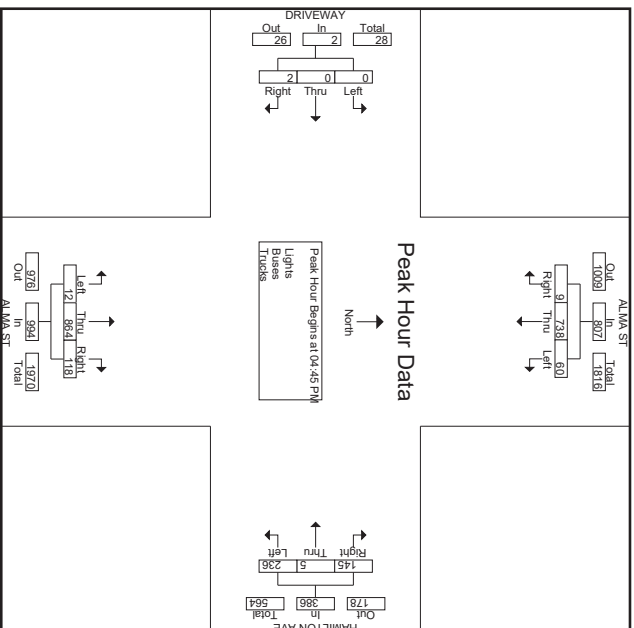 DRIVEWAY
Out In Total
26 2 28
2 0 0
Right Thru Left
ALMA ST
Out In Total
1009 807 1816
9 738 60
Right Thru Left
Peak Hour Data
North
Peak Hour Begins at 04:45 PM
Lights
Buses
Trucks
Left Thru Right
12 864 118
976 994 1970
Out In Total
ALMA ST
Left Thru Right
236 5 145
564 386 178
Total In Out
HAMILTON AVE